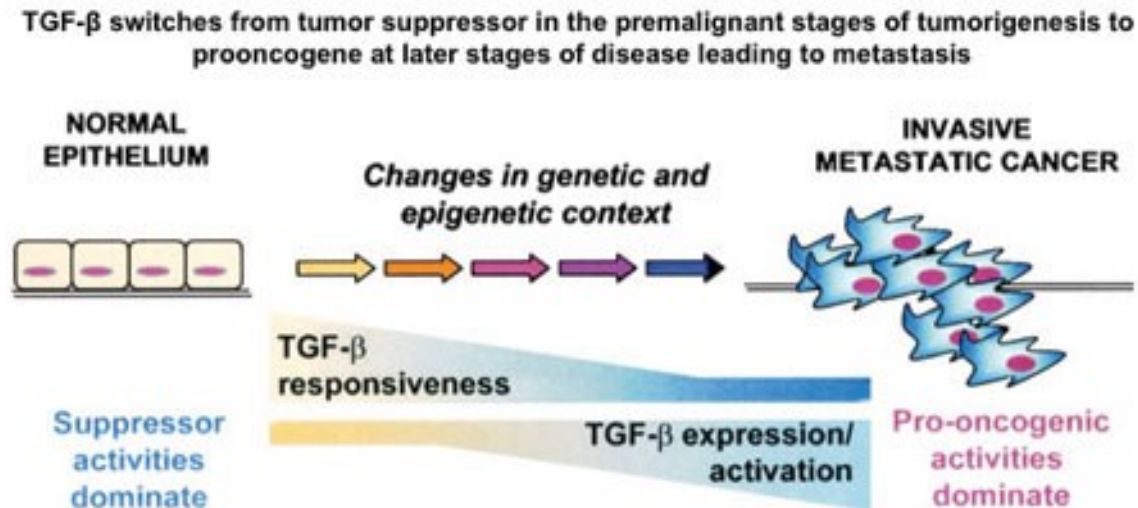 TGF-β switches from tumor suppressor in the premalignant stages of tumorigenesis to
prooncogene at later stages of disease leading to metastasis
NORMAL
EPITHELIUM
Changes in genetic and
epigenetic context
INVASIVE
METASTATIC CANCER
TGF-β
responsiveness
Suppressor
activities
dominate
TGF-β expression/
activation
Pro-oncogenic
activities
dominate